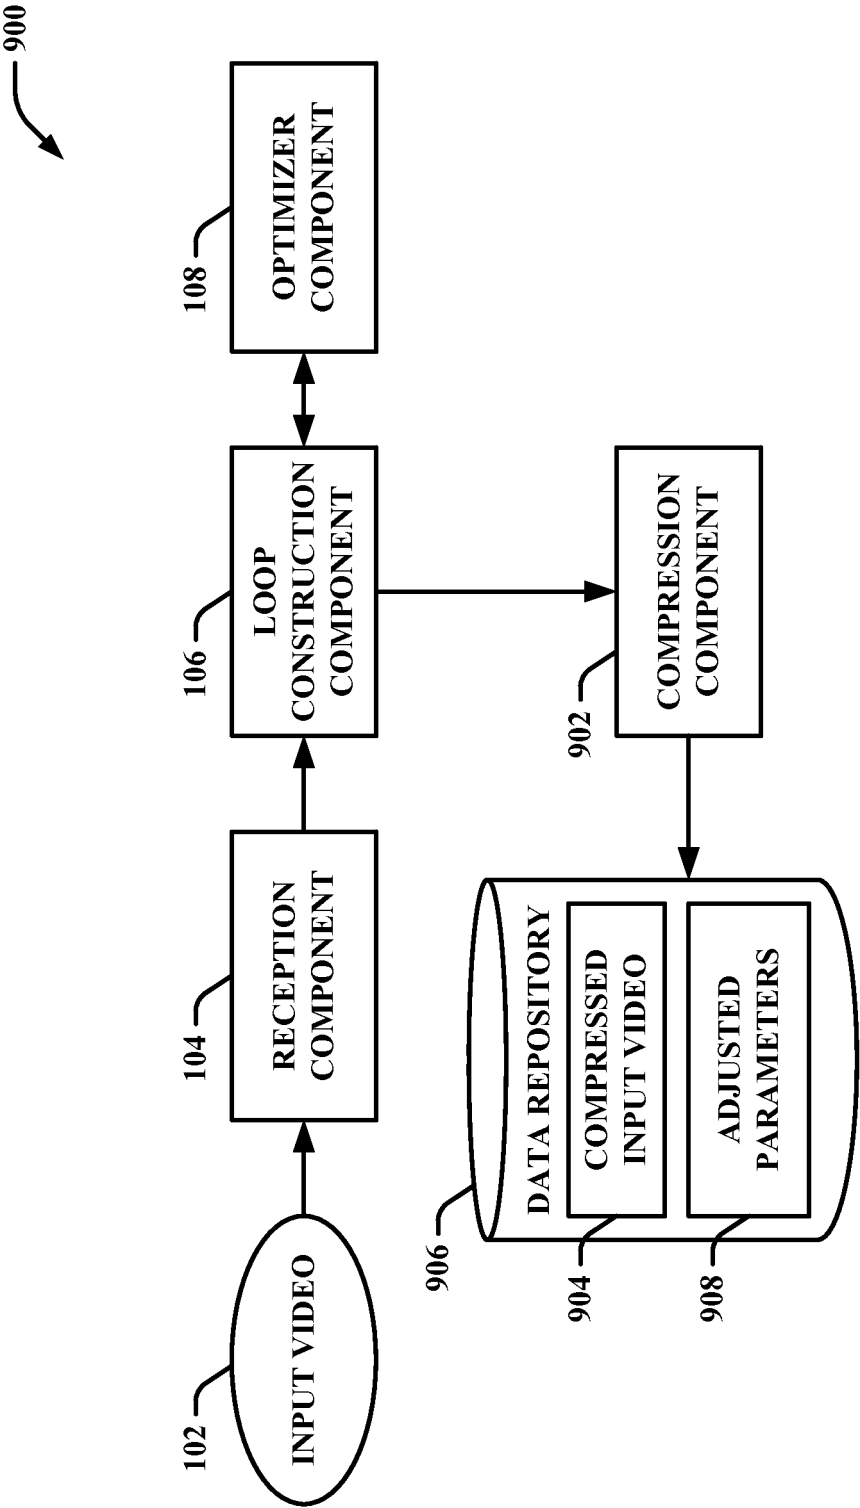 900
INPUT VIDEO
102
RECEPTION
COMPONENT
104
LOOP
CONSTRUCTION
COMPONENT
106
OPTIMIZER
COMPONENT
108
DATA REPOSITORY
906
COMPRESSED
INPUT VIDEO
904
ADJUSTED
PARAMETERS
908
COMPRESSION
COMPONENT
902